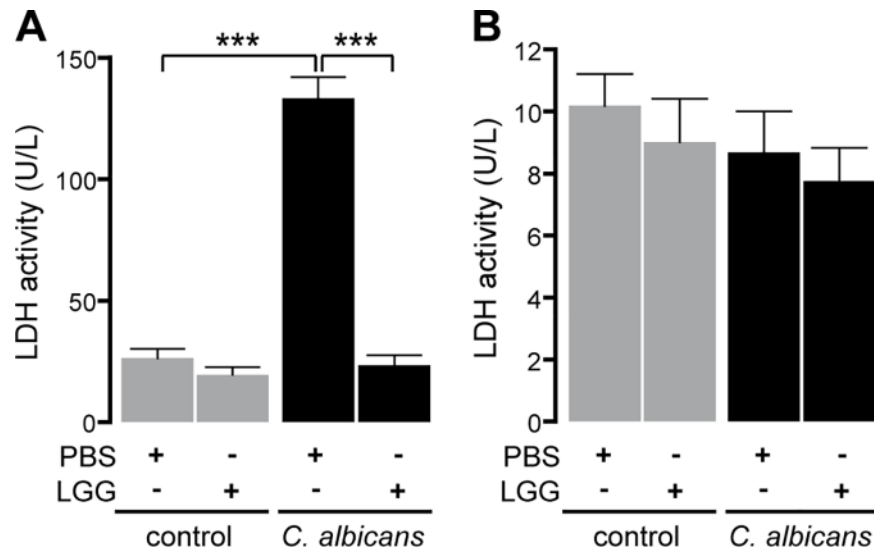 A
*** ***
LDH activity (U/L)
150
100
50
0
PBS + - + -
LGG - + - +
control C. albicans
B
LDH activity (U/L)
12
10
8
6
4
2
0
PBS + - + -
LGG - + - +
control C. albicans